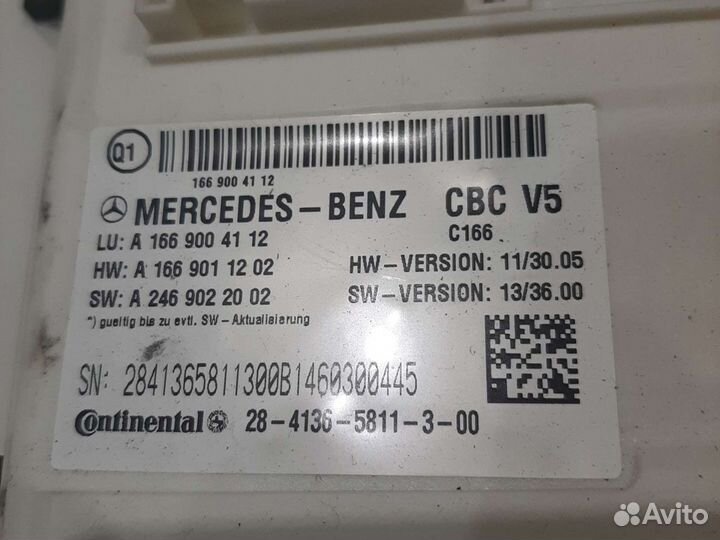 Q1
166 900 41 12
MERCEDES-BENZ CBC V5
C166
LU: A 166 900 41 12
HW: A 166 901 12 02 HW-VERSION: 11/30.05
SW: A 246 902 20 02 SW-VERSION: 13/36.00
*) gueltig bis zu evtl. SW - Aktualisierung
SN: 2841365811300B1460300445
Continental 28-4136-5811-3-00
Avito